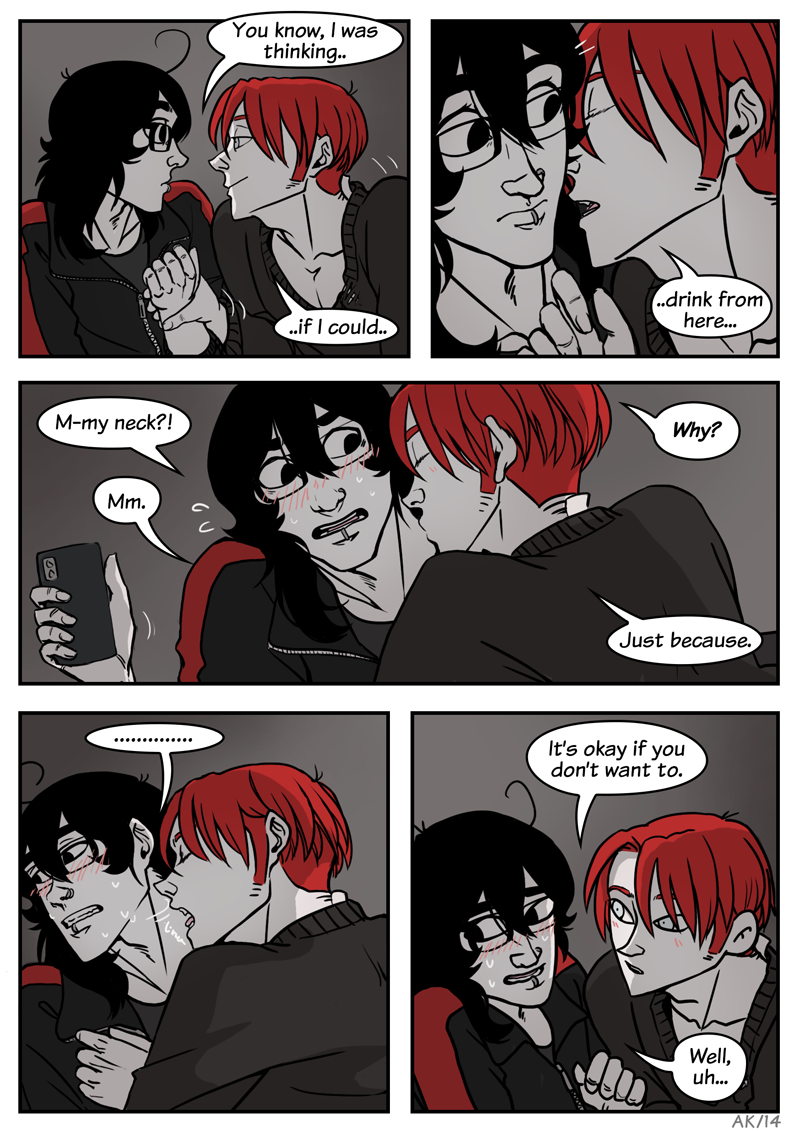 You know, I was
thinking..
..if I could..
..drink from
here...
M-my neck?!
Why?
Mm.
Just because.
..............
It's okay if you
don't want to.
Well,
uh...
AK/14